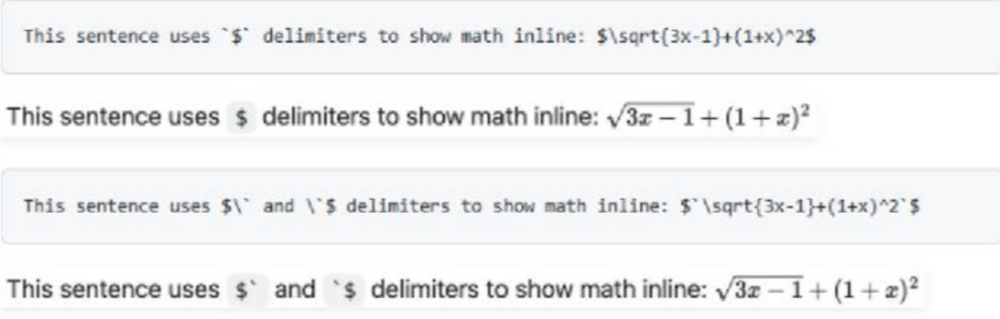 This sentence uses `$` delimiters to show math inline: $\sqrt{3x-1}+(1+x)^2$
This sentence uses $ delimiters to show math inline: √3x − 1 + (1 + x)²
This sentence uses $\` and \`$ delimiters to show math inline: $`\sqrt{3x-1}+(1+x)^2`$
This sentence uses $` and `$ delimiters to show math inline: √3x − 1 + (1 + x)²